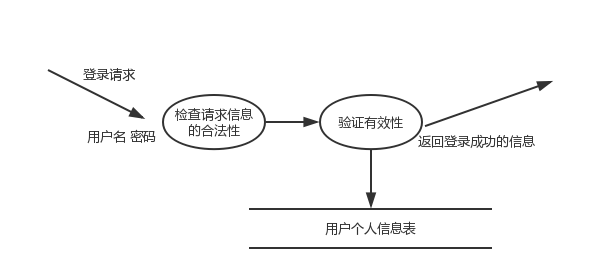 登录请求
用户名 密码
检查请求信息
的合法性
验证有效性
返回登录成功的信息
用户个人信息表